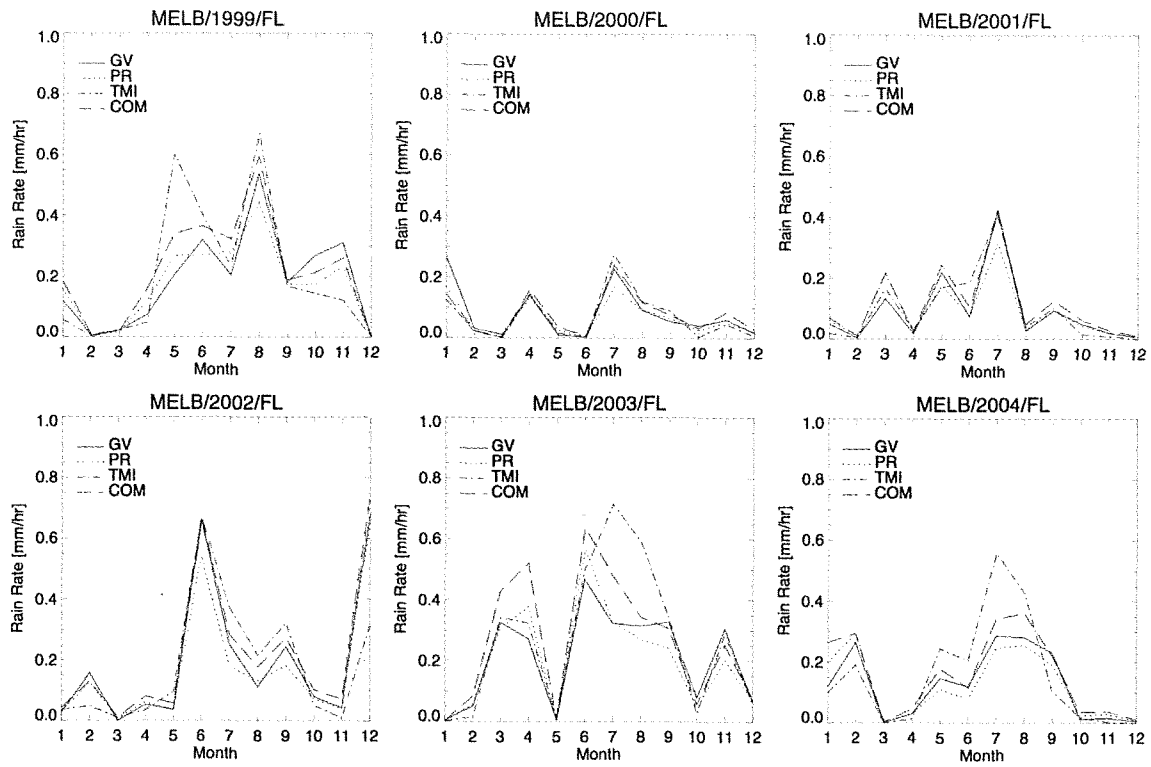 MELB/1999/FL
1.0
0.8
0.6
0.4
0.2
0.0
Rain Rate [mm/hr]
GV
PR
TMI
COM
1 2 3 4 5 6 7 8 9 10 11 12
Month
MELB/2000/FL
1.0
0.8
0.6
0.4
0.2
0.0
Rain Rate [mm/hr]
GV
PR
TMI
COM
1 2 3 4 5 6 7 8 9 10 11 12
Month
MELB/2001/FL
1.0
0.8
0.6
0.4
0.2
0.0
Rain Rate [mm/hr]
GV
PR
TMI
COM
1 2 3 4 5 6 7 8 9 10 11 12
Month
MELB/2002/FL
1.0
0.8
0.6
0.4
0.2
0.0
Rain Rate [mm/hr]
GV
PR
TMI
COM
1 2 3 4 5 6 7 8 9 10 11 12
Month
MELB/2003/FL
1.0
0.8
0.6
0.4
0.2
0.0
Rain Rate [mm/hr]
GV
PR
TMI
COM
1 2 3 4 5 6 7 8 9 10 11 12
Month
MELB/2004/FL
1.0
0.8
0.6
0.4
0.2
0.0
Rain Rate [mm/hr]
GV
PR
TMI
COM
1 2 3 4 5 6 7 8 9 10 11 12
Month